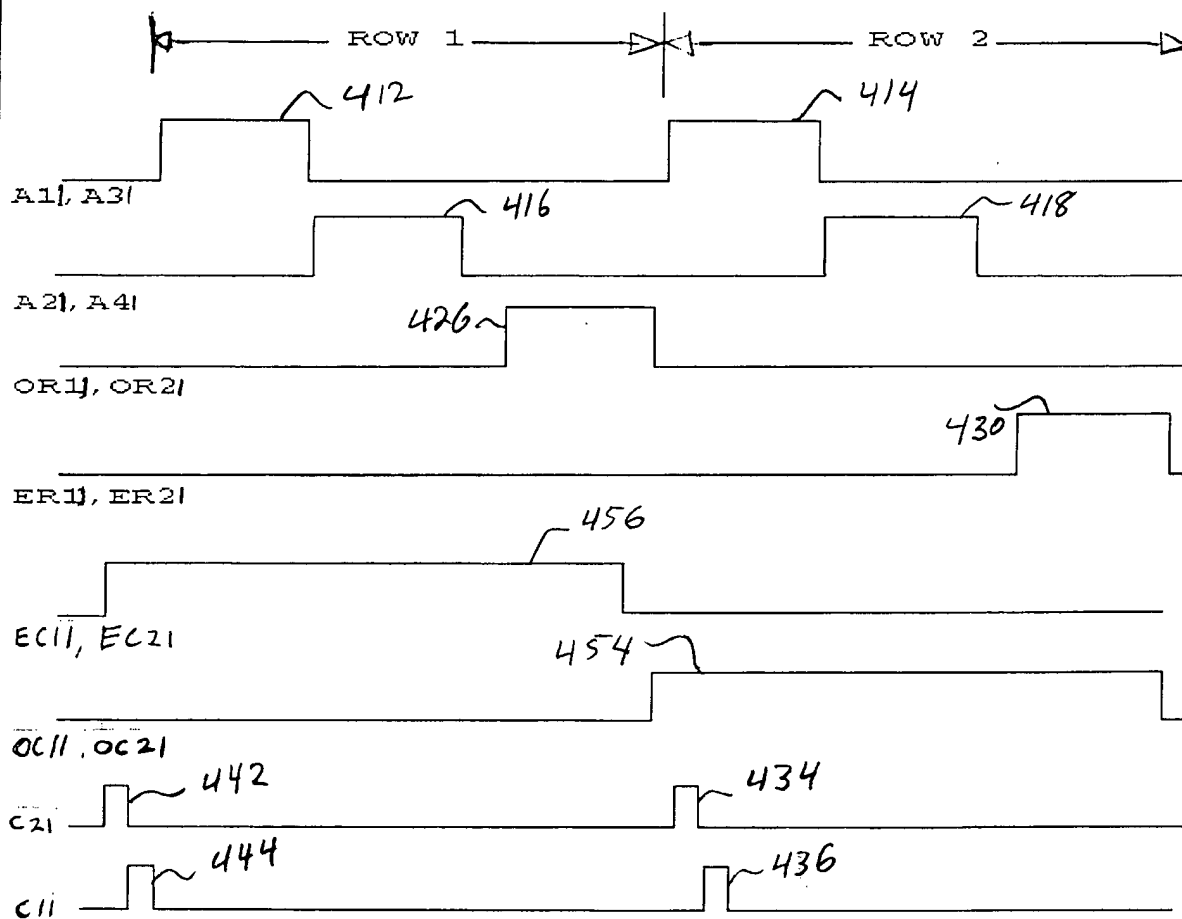 ROW 1 ROW 2
412 414
A11, A31
416 418
A21, A41
426
OR11, OR21
430
ER11, ER21
456
EC11, EC21
454
OC11, OC21
442 434
C21
444 436
C11